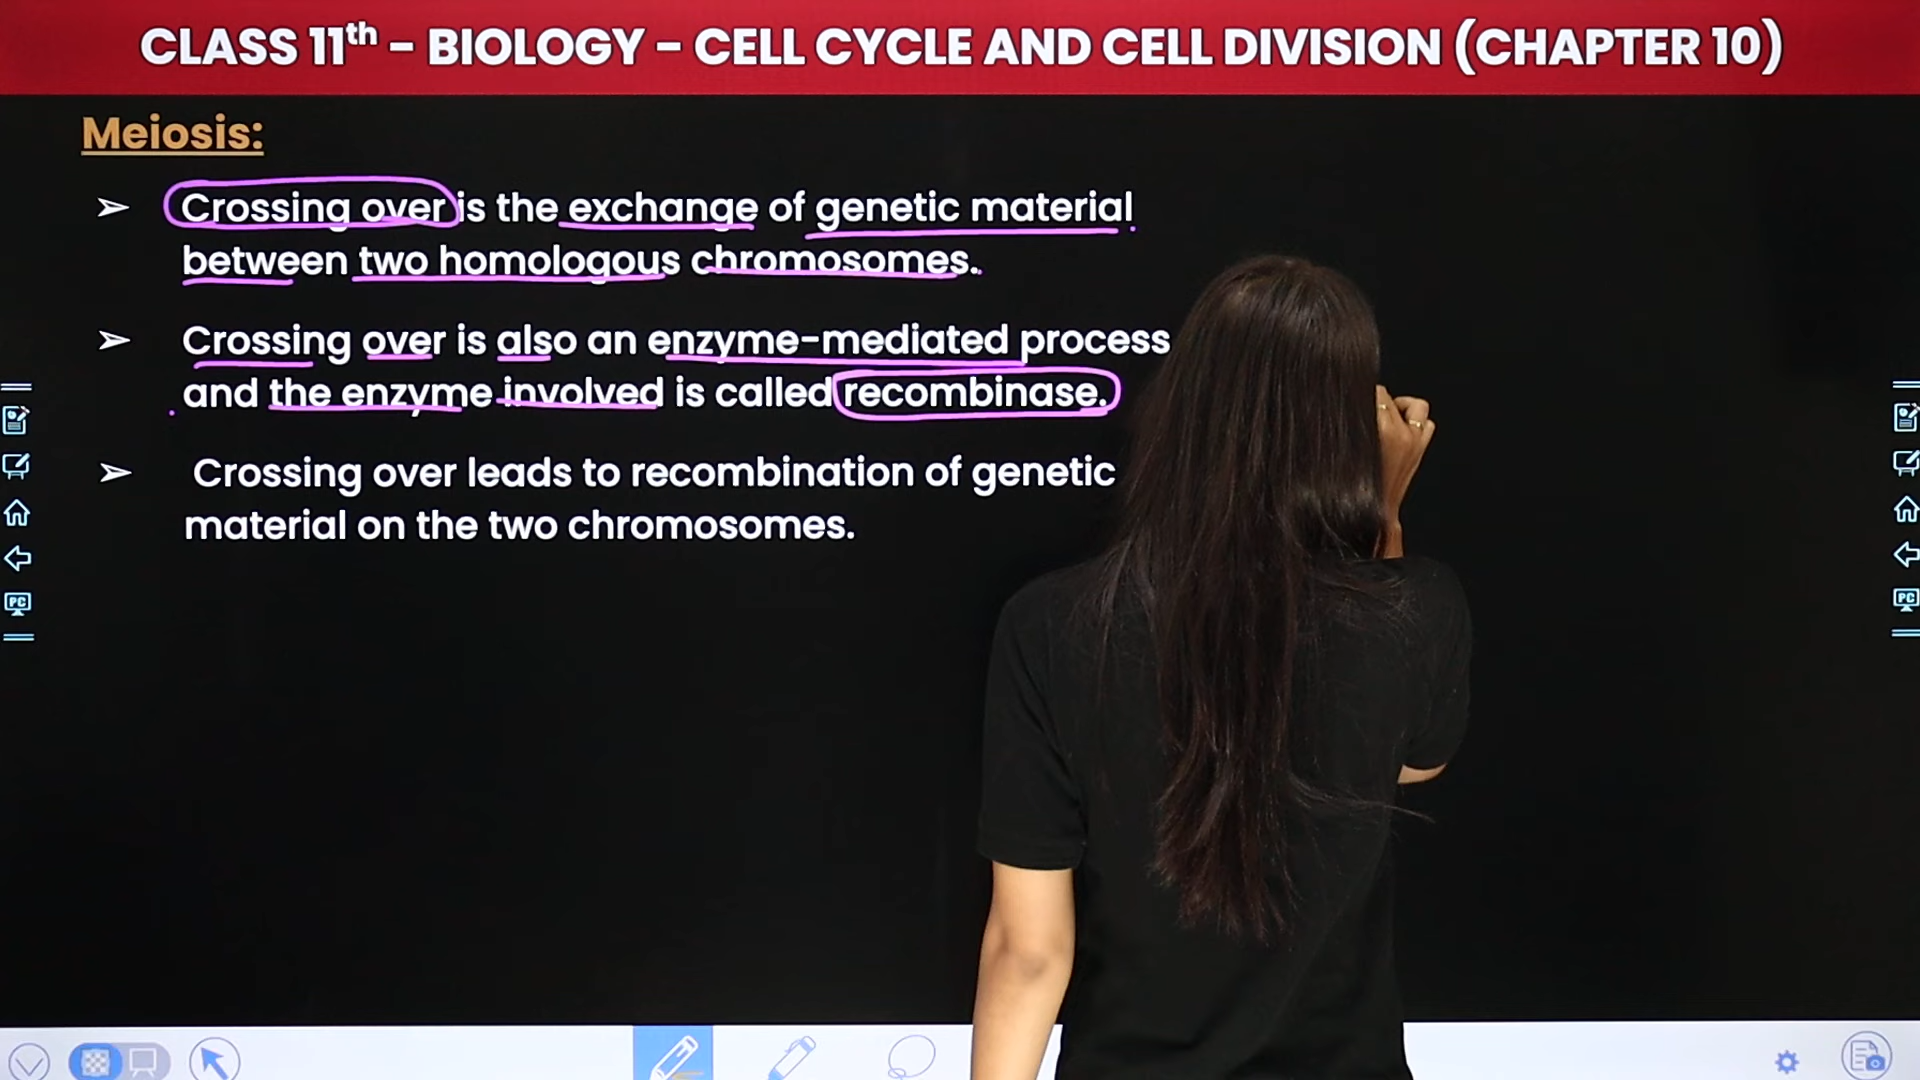 CLASS 11th - BIOLOGY - CELL CYCLE AND CELL DIVISION (CHAPTER 10)
Meiosis:
➢ Crossing over is the exchange of genetic material
between two homologous chromosomes.
➢ Crossing over is also an enzyme-mediated process
and the enzyme involved is called recombinase.
➢ Crossing over leads to recombination of genetic
material on the two chromosomes.
PC
PC